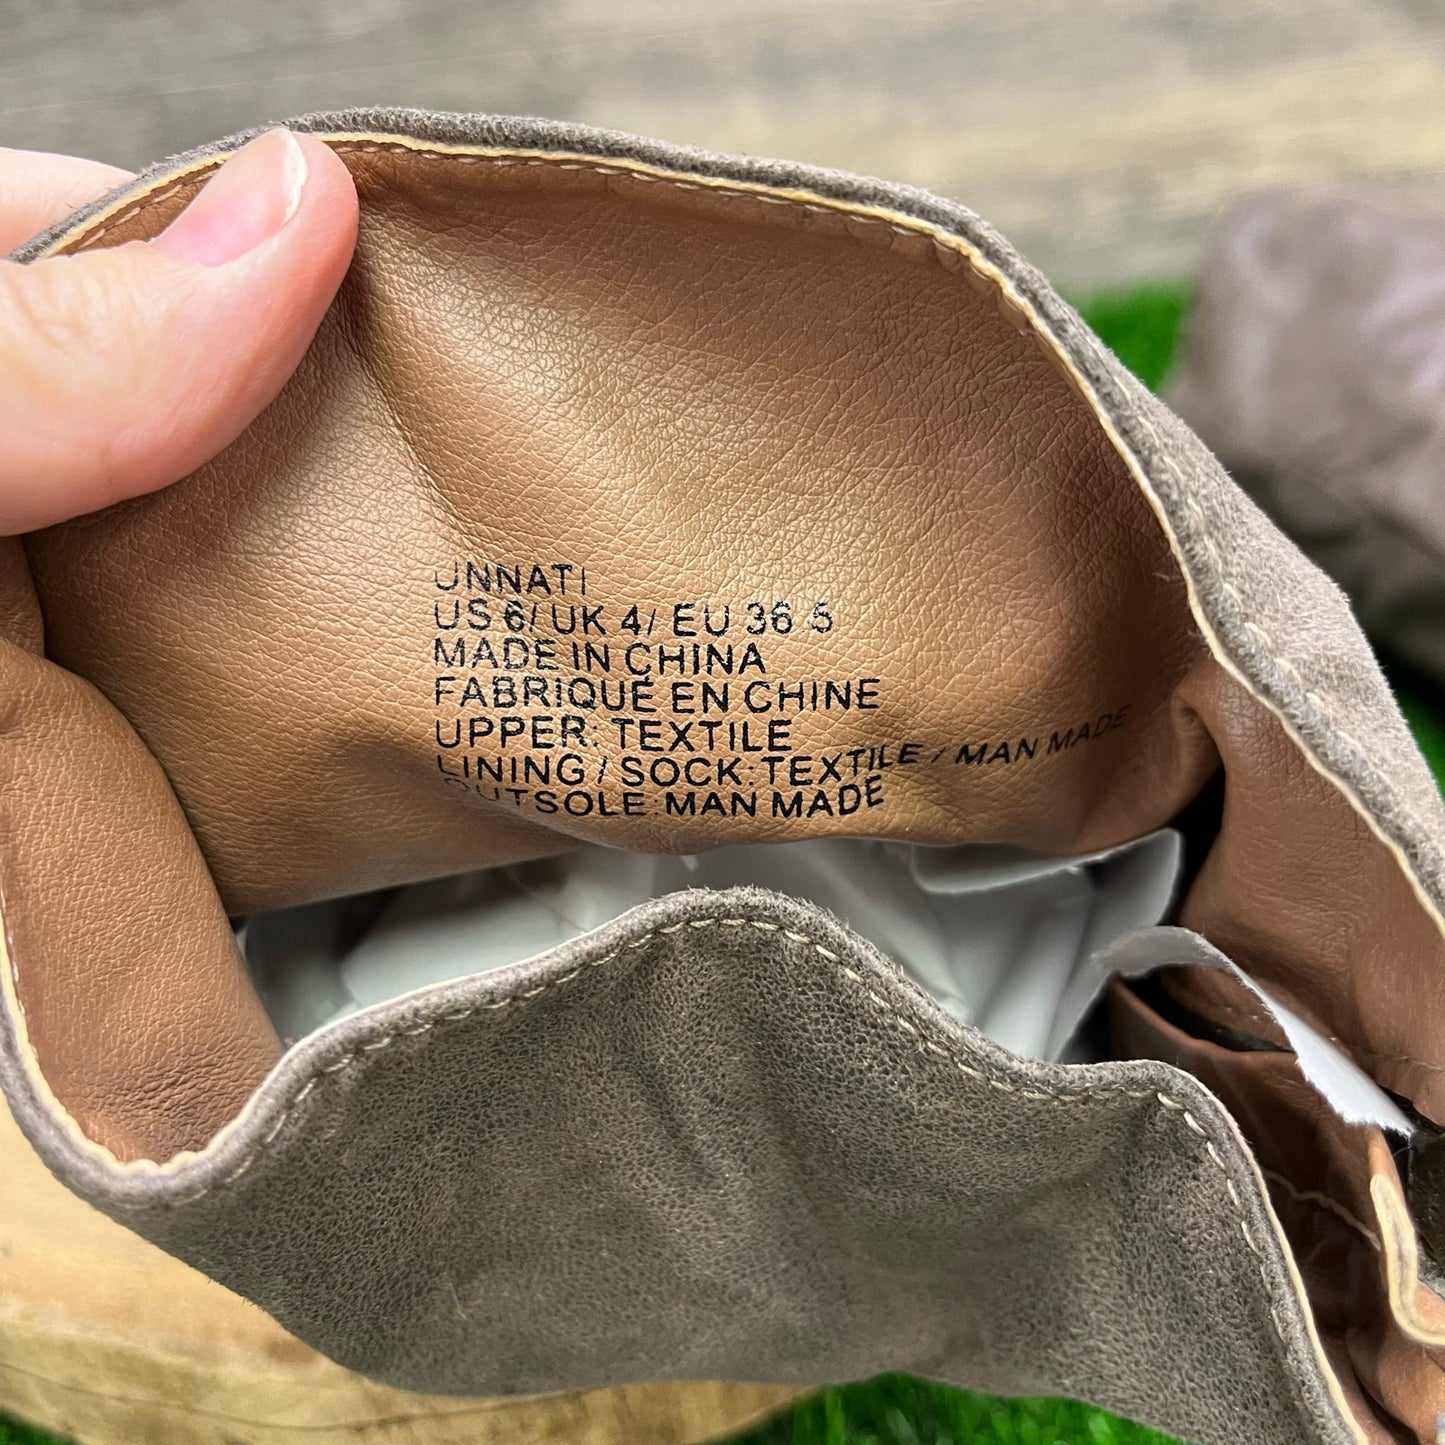 UNNATI
US 6/ UK 4/ EU 36.5
MADE IN CHINA
FABRIQUÉ EN CHINE
UPPER: TEXTILE
LINING / SOCK: TEXTILE / MAN MADE
OUTSOLE: MAN MADE